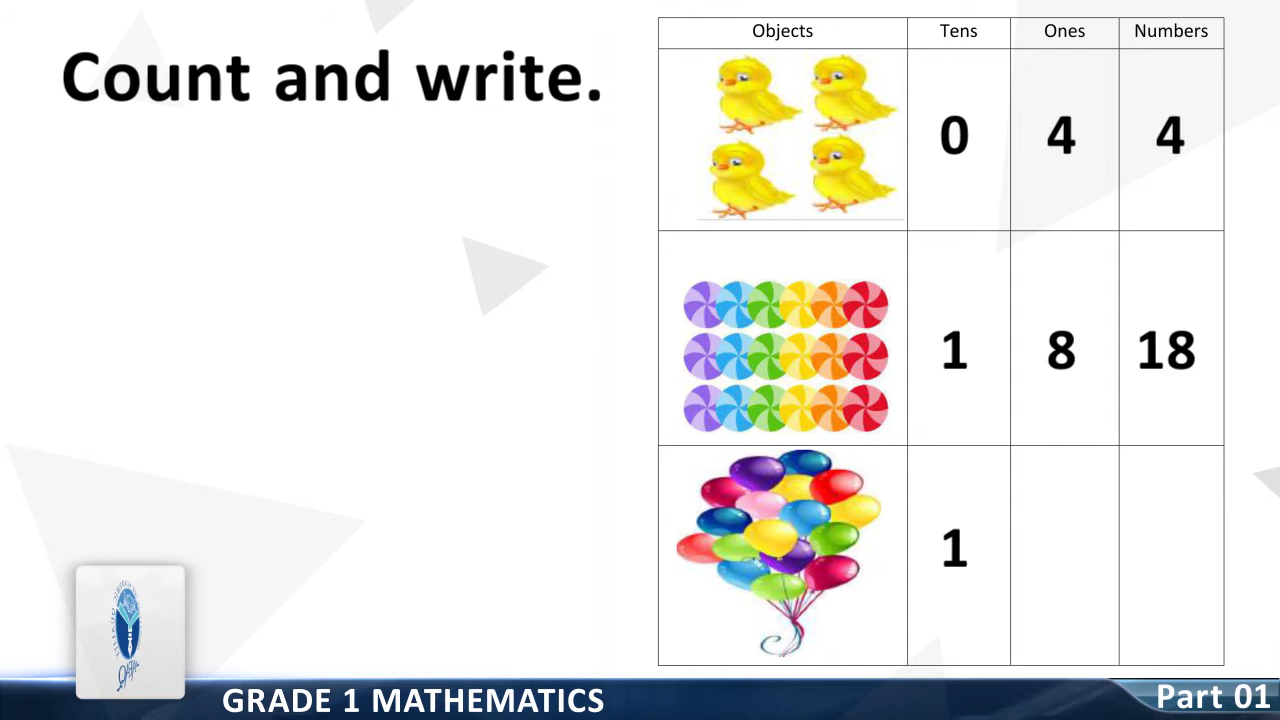 Count and write.
Objects Tens Ones Numbers
0 4 4
1 8 18
1
GRADE 1 MATHEMATICS
Part 01